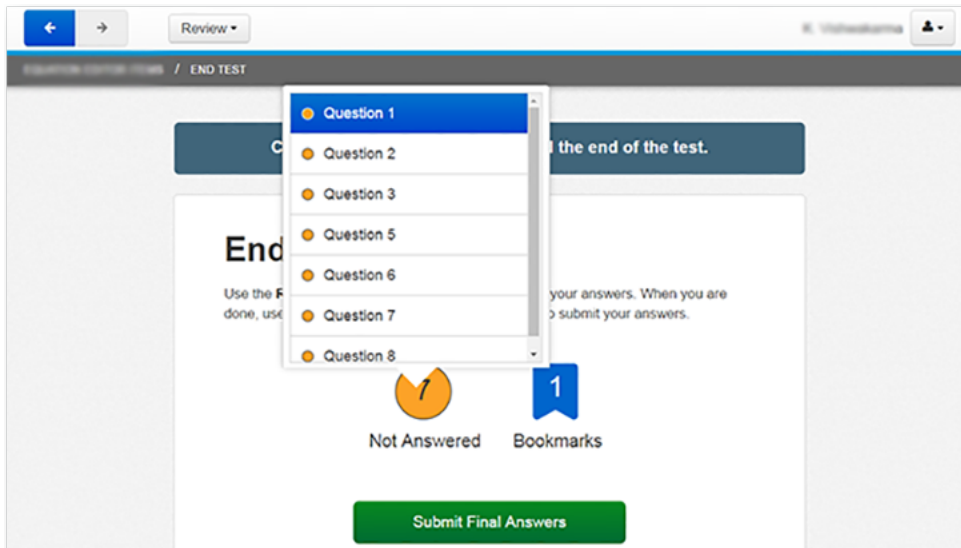 Review
/ END TEST
Question 1
Question 2
Question 3
Question 5
Question 6
Question 7
Question 8
C
the end of the test.
End
Use the
your answers. When you are
done, use
submit your answers.
7
1
Not Answered
Bookmarks
Submit Final Answers